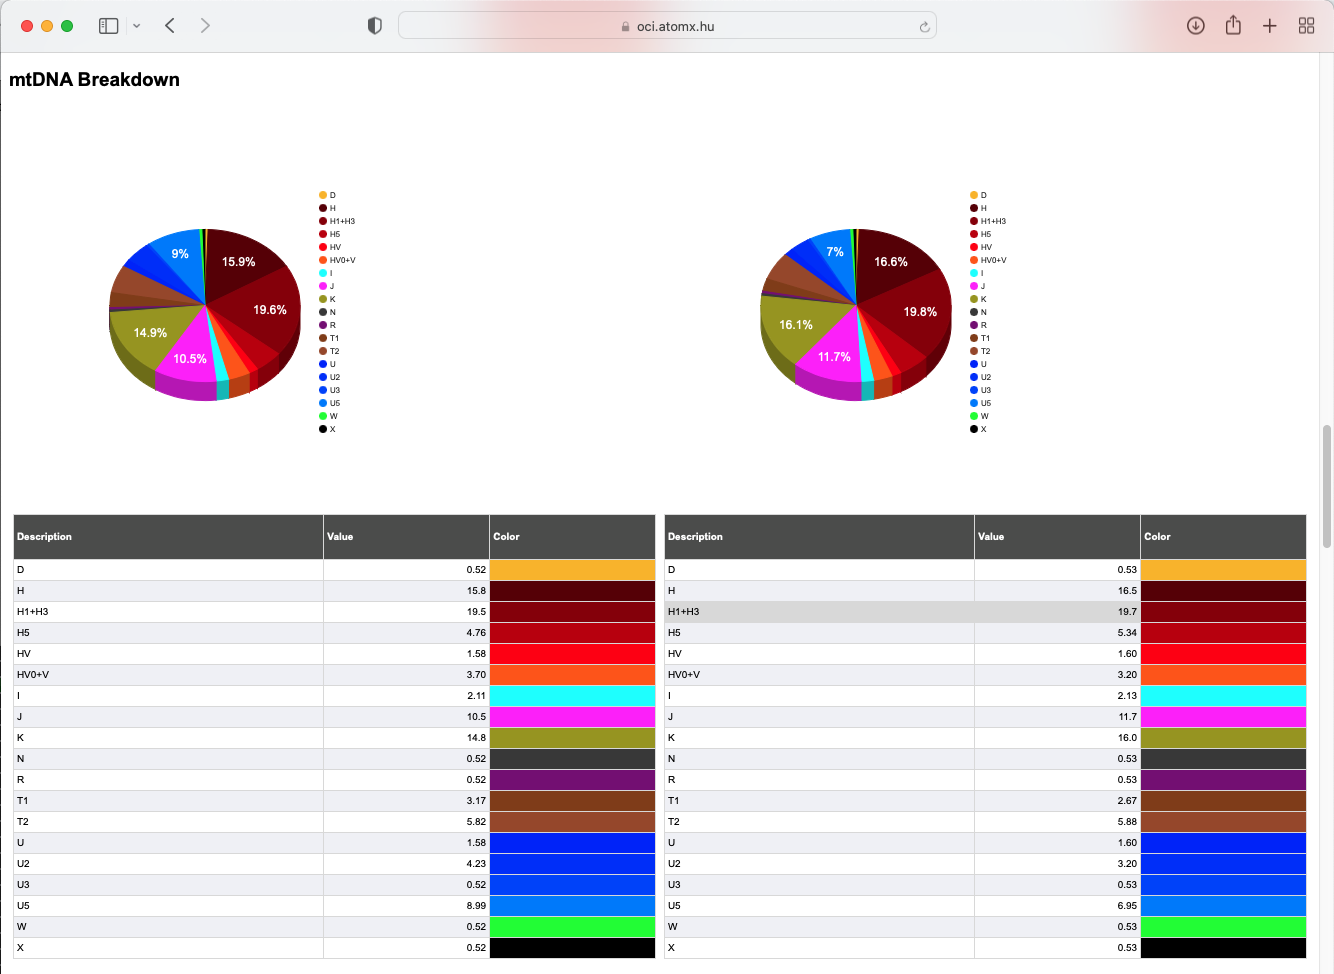 oci.atomx.hu
mtDNA Breakdown
9%
15.9%
19.6%
14.9%
10.5%
D
H
H1+H3
H5
HV
HV0+V
I
J
K
N
R
T1
T2
U
U2
U3
U5
W
X
7%
16.6%
19.8%
16.1%
11.7%
D
H
H1+H3
H5
HV
HV0+V
I
J
K
N
R
T1
T2
U
U2
U3
U5
W
X
Description Value Color
D 0.52
H 15.8
H1+H3 19.5
H5 4.76
HV 1.58
HV0+V 3.70
I 2.11
J 10.5
K 14.8
N 0.52
R 0.52
T1 3.17
T2 5.82
U 1.58
U2 4.23
U3 0.52
U5 8.99
W 0.52
X 0.52
Description Value Color
D 0.53
H 16.5
H1+H3 19.7
H5 5.34
HV 1.60
HV0+V 3.20
I 2.13
J 11.7
K 16.0
N 0.53
R 0.53
T1 2.67
T2 5.88
U 1.60
U2 3.20
U3 0.53
U5 6.95
W 0.53
X 0.53